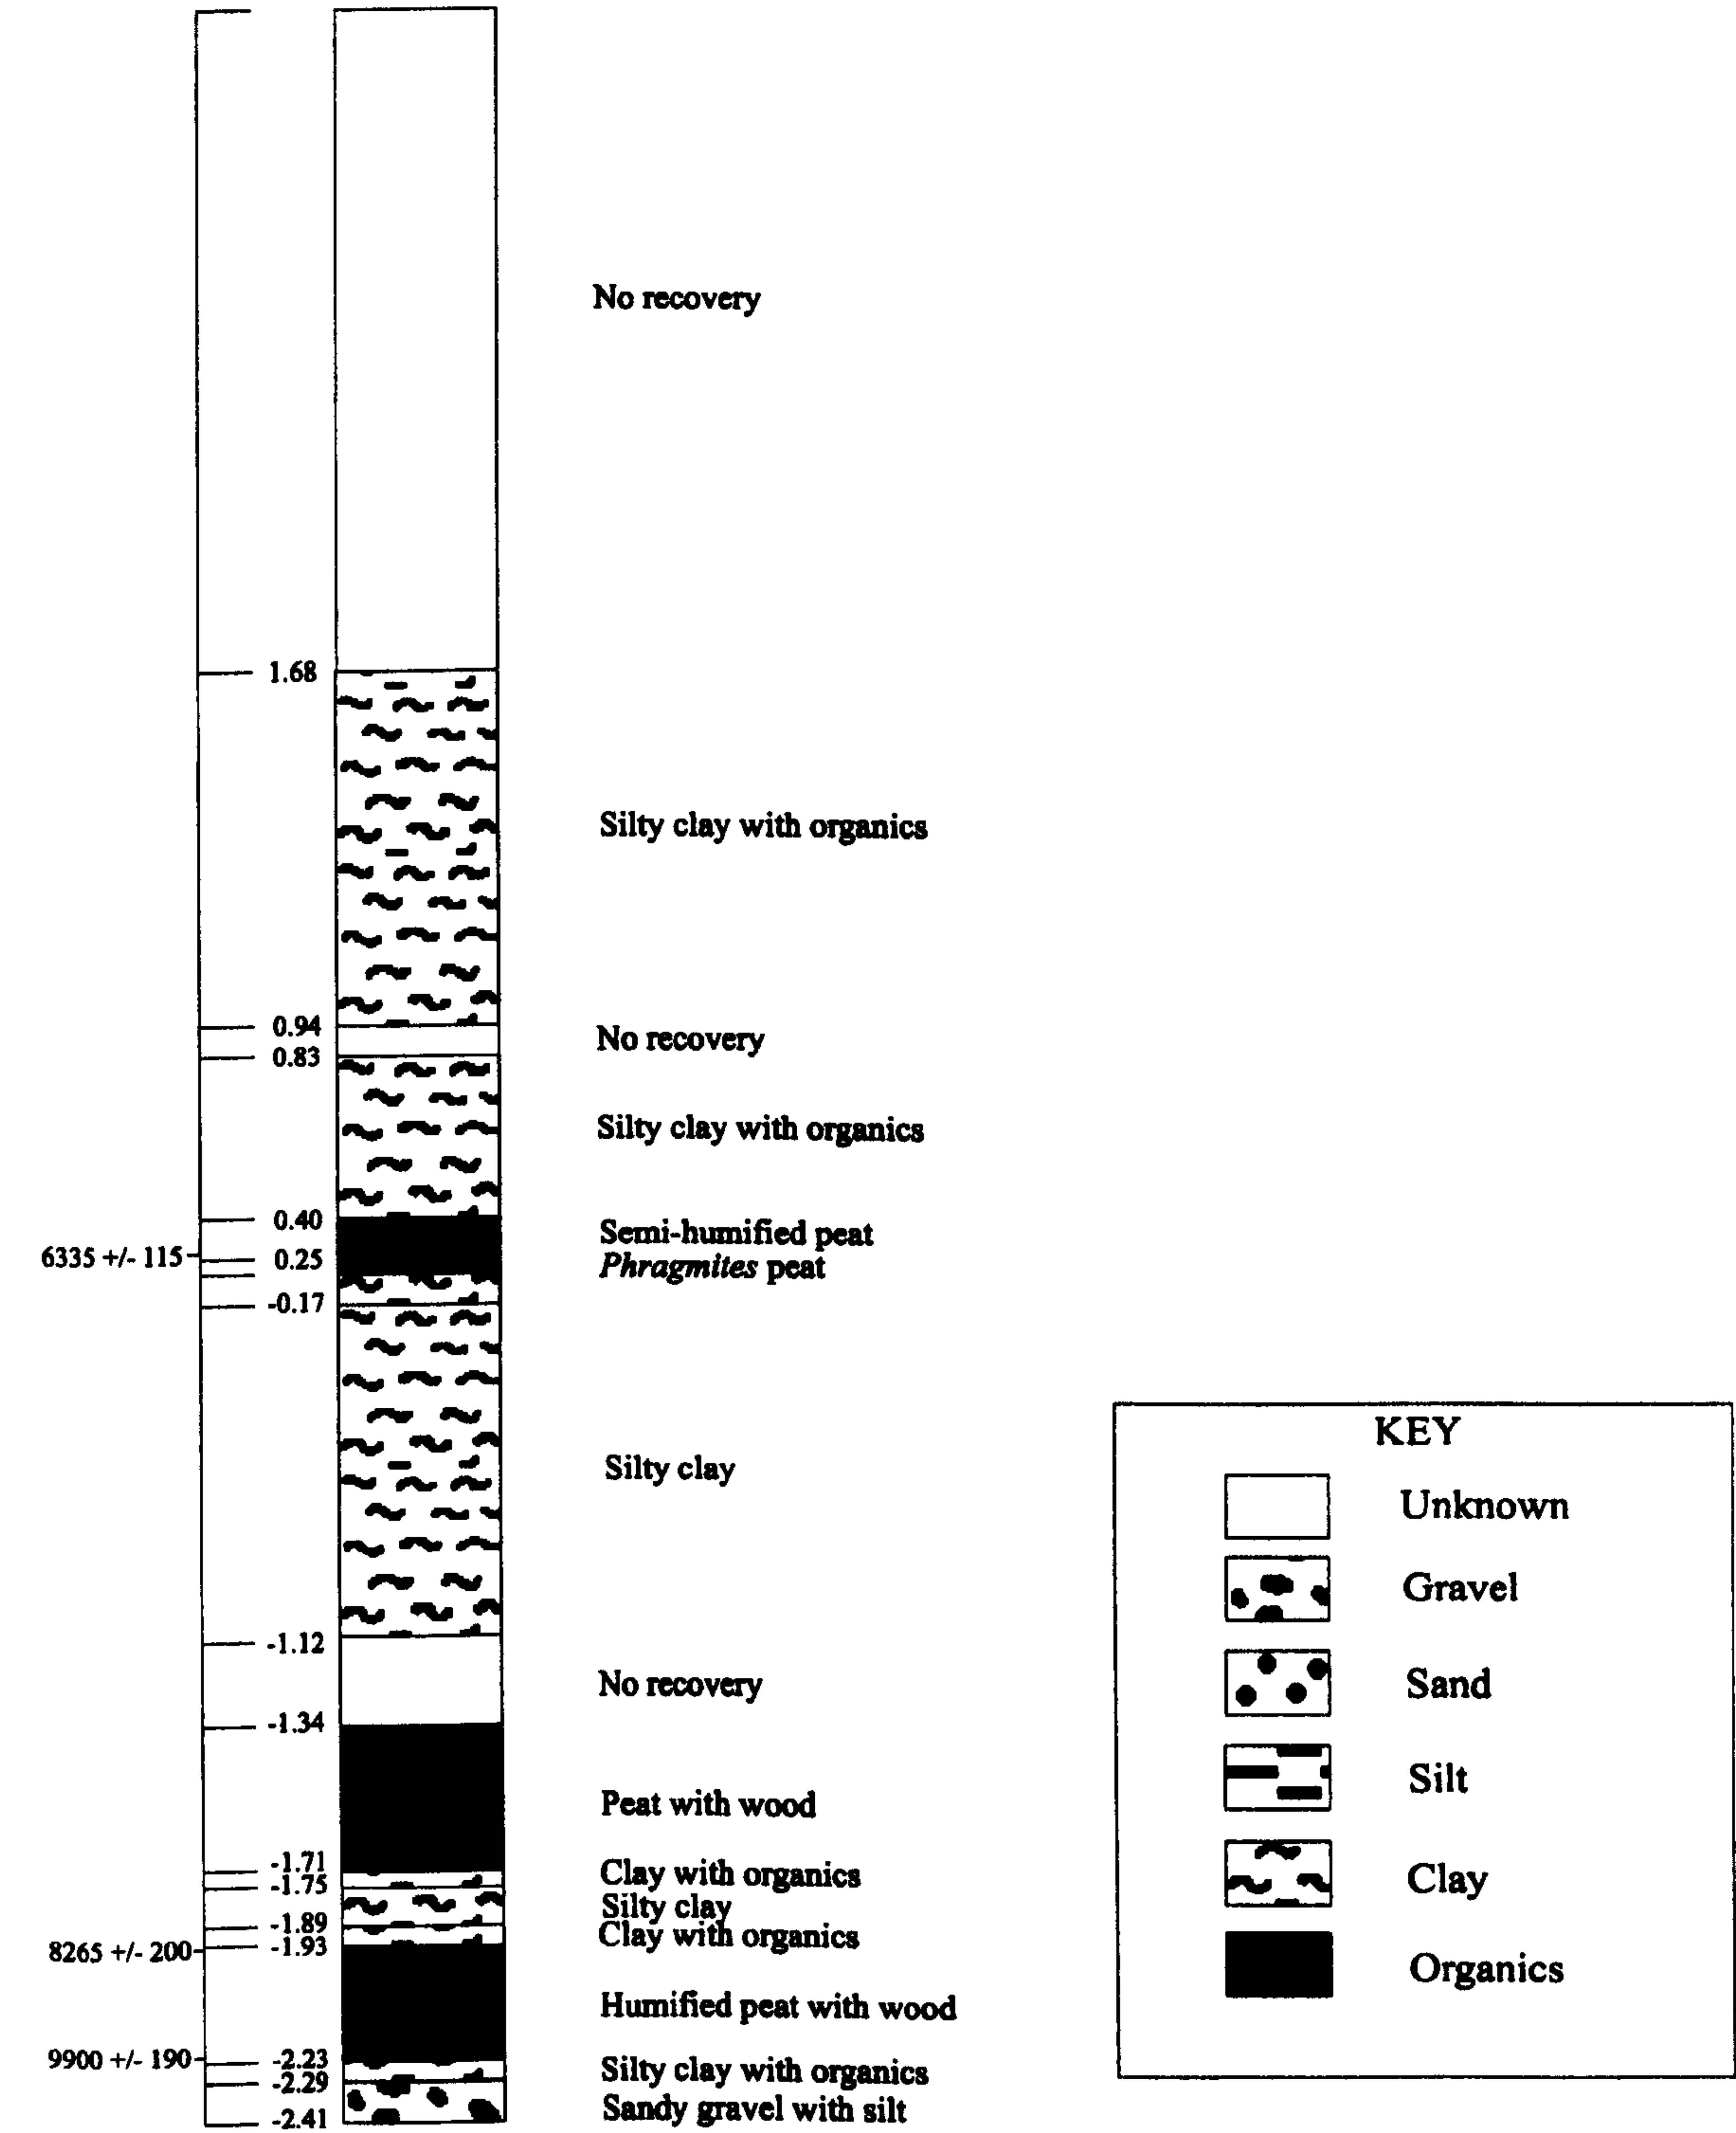 No recovery
1.68
Silty clay with organics
0.94
No recovery
0.83
Silty clay with organics
0.40
Semi-humified peat
6335 +/- 115
0.25
Phragmites peat
-0.17
Silty clay
-1.12
No recovery
-1.34
Peat with wood
-1.71
Clay with organics
-1.75
Silty clay
-1.89
Clay with organics
-1.93
8265 +/- 200
Humified peat with wood
9900 +/- 190
-2.23
Silty clay with organics
-2.29
Sandy gravel with silt
-2.41
KEY
Unknown
Gravel
Sand
Silt
Clay
Organics